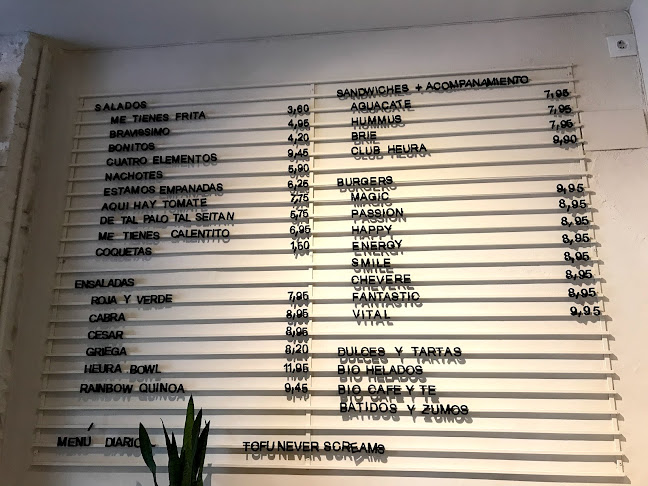 SALADOS
ME TIENES FRITA 3,60
BRAVISSIMO 4,95
BONITOS 4,20
CUATRO ELEMENTOS 9,45
NACHOTES 5,90
ESTAMOS EMPANADAS 6,25
AQUI HAY TOMATE 7,75
DE TAL PALO TAL SEITAN 5,75
ME TIENES CALENTITO 6,95
COQUETAS 1,50
ENSALADAS
ROJA Y VERDE 7,95
CABRA 8,95
CESAR 8,95
GRIEGA 8,20
HEURA BOWL 11,95
RAINBOW QUINOA 9,45
MENÚ DIARIO
SANDWICHES + ACOMPANAMIENTO
AGUACATE 7,95
HUMMUS 7,95
BRIE 7,95
CLUB HEURA 9,90
BURGERS
MAGIC 9,95
PASSION 8,95
HAPPY 8,95
ENERGY 8,95
SMILE 8,95
CHEVERE 8,95
FANTASTIC 8,95
VITAL 9,95
DULCES Y TARTAS
BIO HELADOS
BIO CAFE Y TE
BATIDOS Y ZUMOS
TOFU NEVER SCREAMS